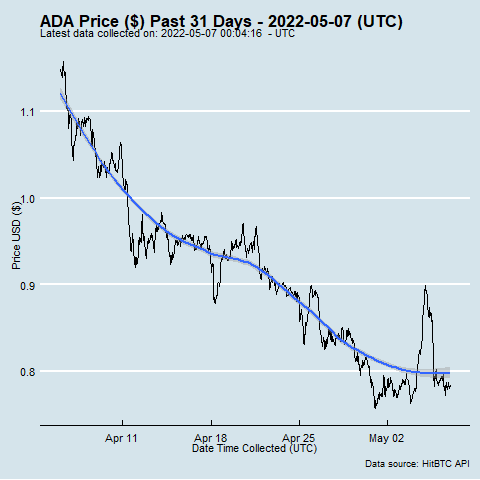 ADA Price ($) Past 31 Days - 2022-05-07 (UTC)
Latest data collected on: 2022-05-07 00:04:16 - UTC
1.1
1.0
0.9
0.8
Price USD ($)
Apr 11 Apr 18 Apr 25 May 02
Date Time Collected (UTC)
Data source: HitBTC API